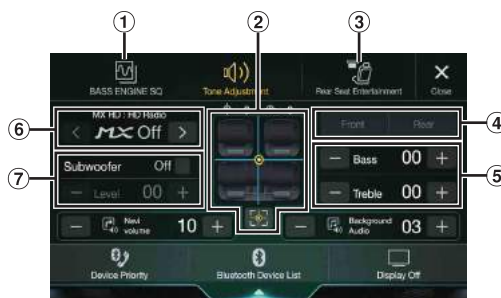 1 2 3
BASS ENGINE SQ Tone Adjustment Rear Seat Entertainment Close
6 MX HD : HD Radio 4
MX Off Front Rear
7 Subwoofer Off Bass 00 5
Level 00 Treble 00
Navi volume 10 Background Audio 03
Device Priority Bluetooth Device List Display Off